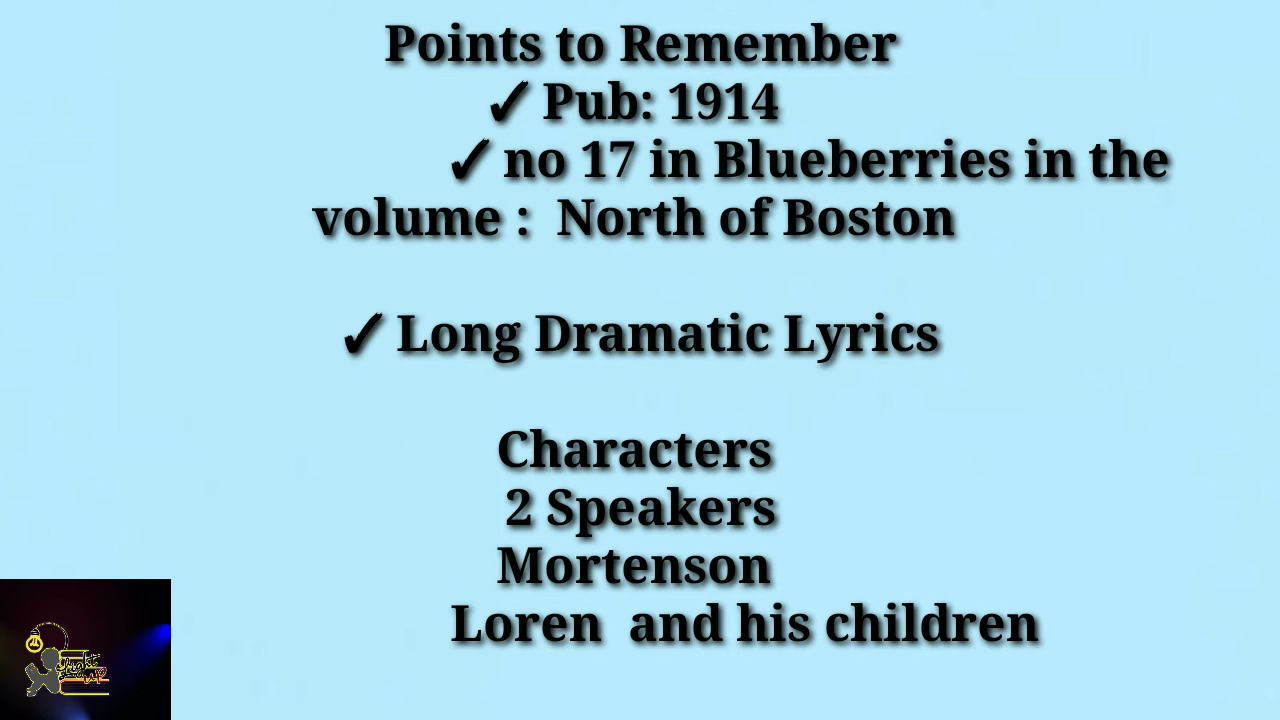 Points to Remember
✓ Pub: 1914
✓ no 17 in Blueberries in the
volume : North of Boston
✓ Long Dramatic Lyrics
Characters
2 Speakers
Mortenson
Loren and his children